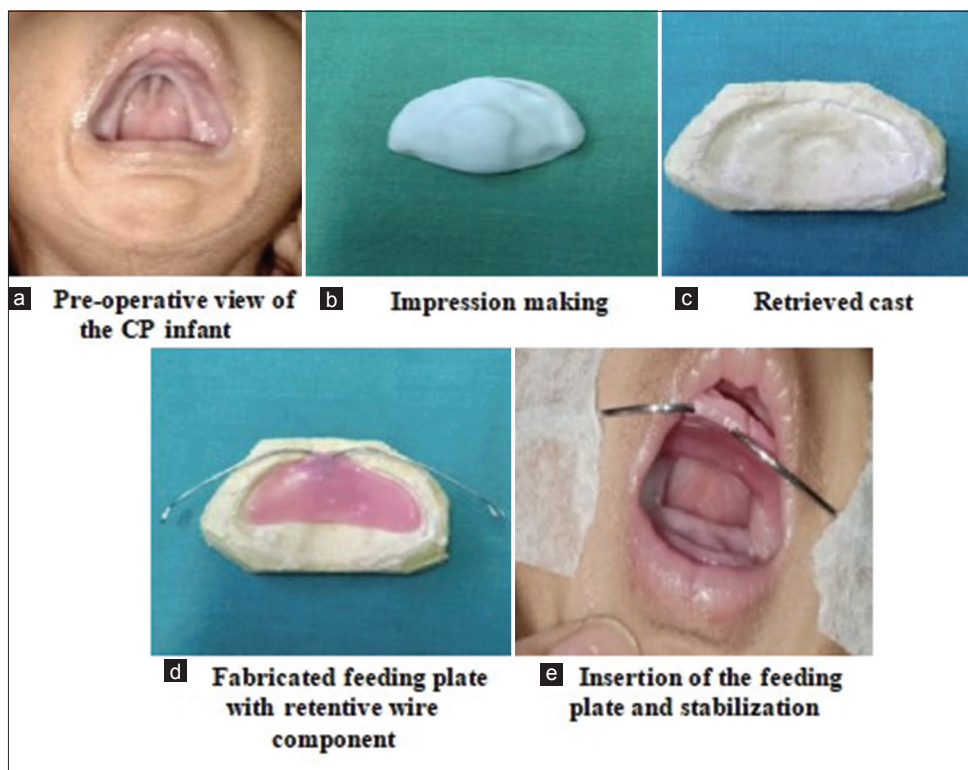 a Pre-operative view of
the CP infant
b Impression making
c Retrieved cast
d Fabricated feeding plate
with retentive wire
component
e Insertion of the feeding
plate and stabilization